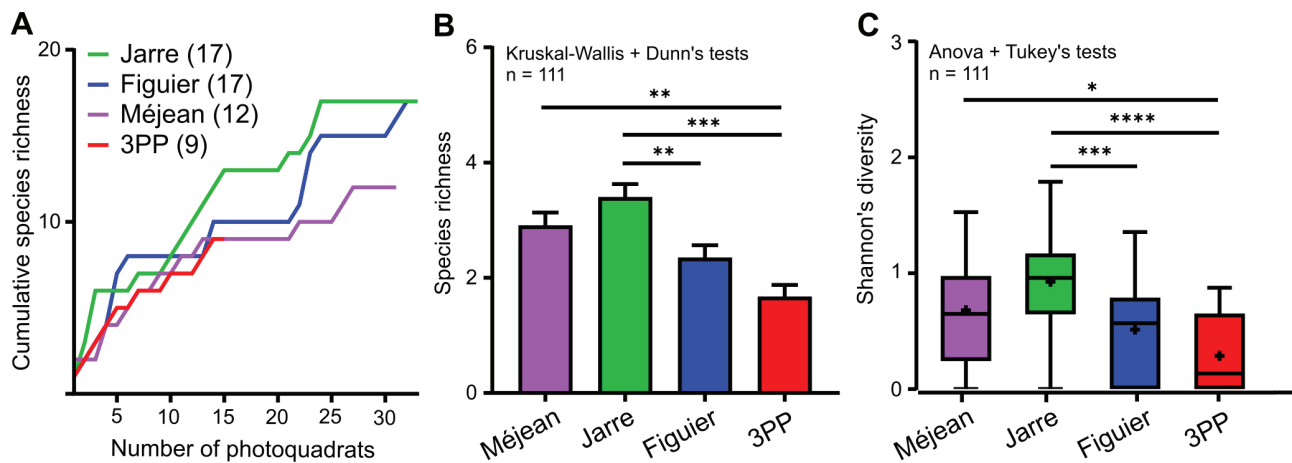 A
Cumulative species richness
20
10
Jarre (17)
Figuier (17)
Méjean (12)
3PP (9)
5 10 15 20 25 30
Number of photoquadrats
B
Species richness
6
4
2
0
Kruskal-Wallis + Dunn's tests
n = 111
**
***
**
Méjean Jarre Figuier 3PP
C
Shannon's diversity
3
2
1
0
Anova + Tukey's tests
n = 111
*
****
***
Méjean Jarre Figuier 3PP